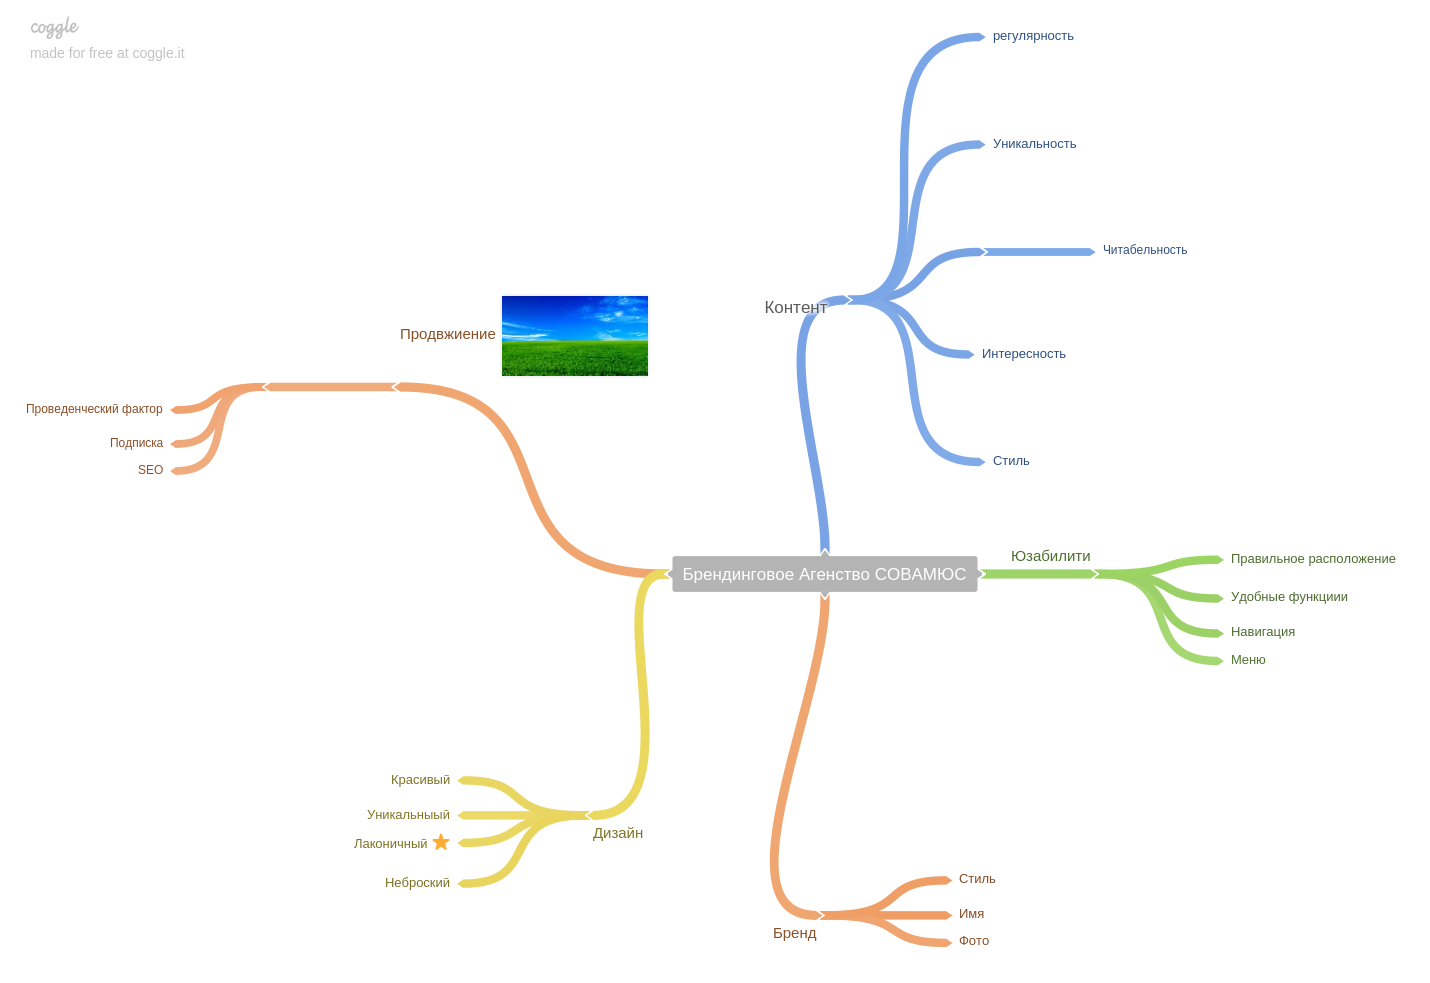 coggle
made for free at coggle.it
регулярность
Уникальность
Читабельность
Контент
Интересность
Стиль
Продвжиение
Проведенческий фактор
Подписка
SEO
Брендинговое Агенство СОВАМЮС
Юзабилити
Правильное расположение
Удобные функциии
Навигация
Меню
Красивый
Уникальныый
Лаконичный
Неброский
Дизайн
Стиль
Имя
Фото
Бренд